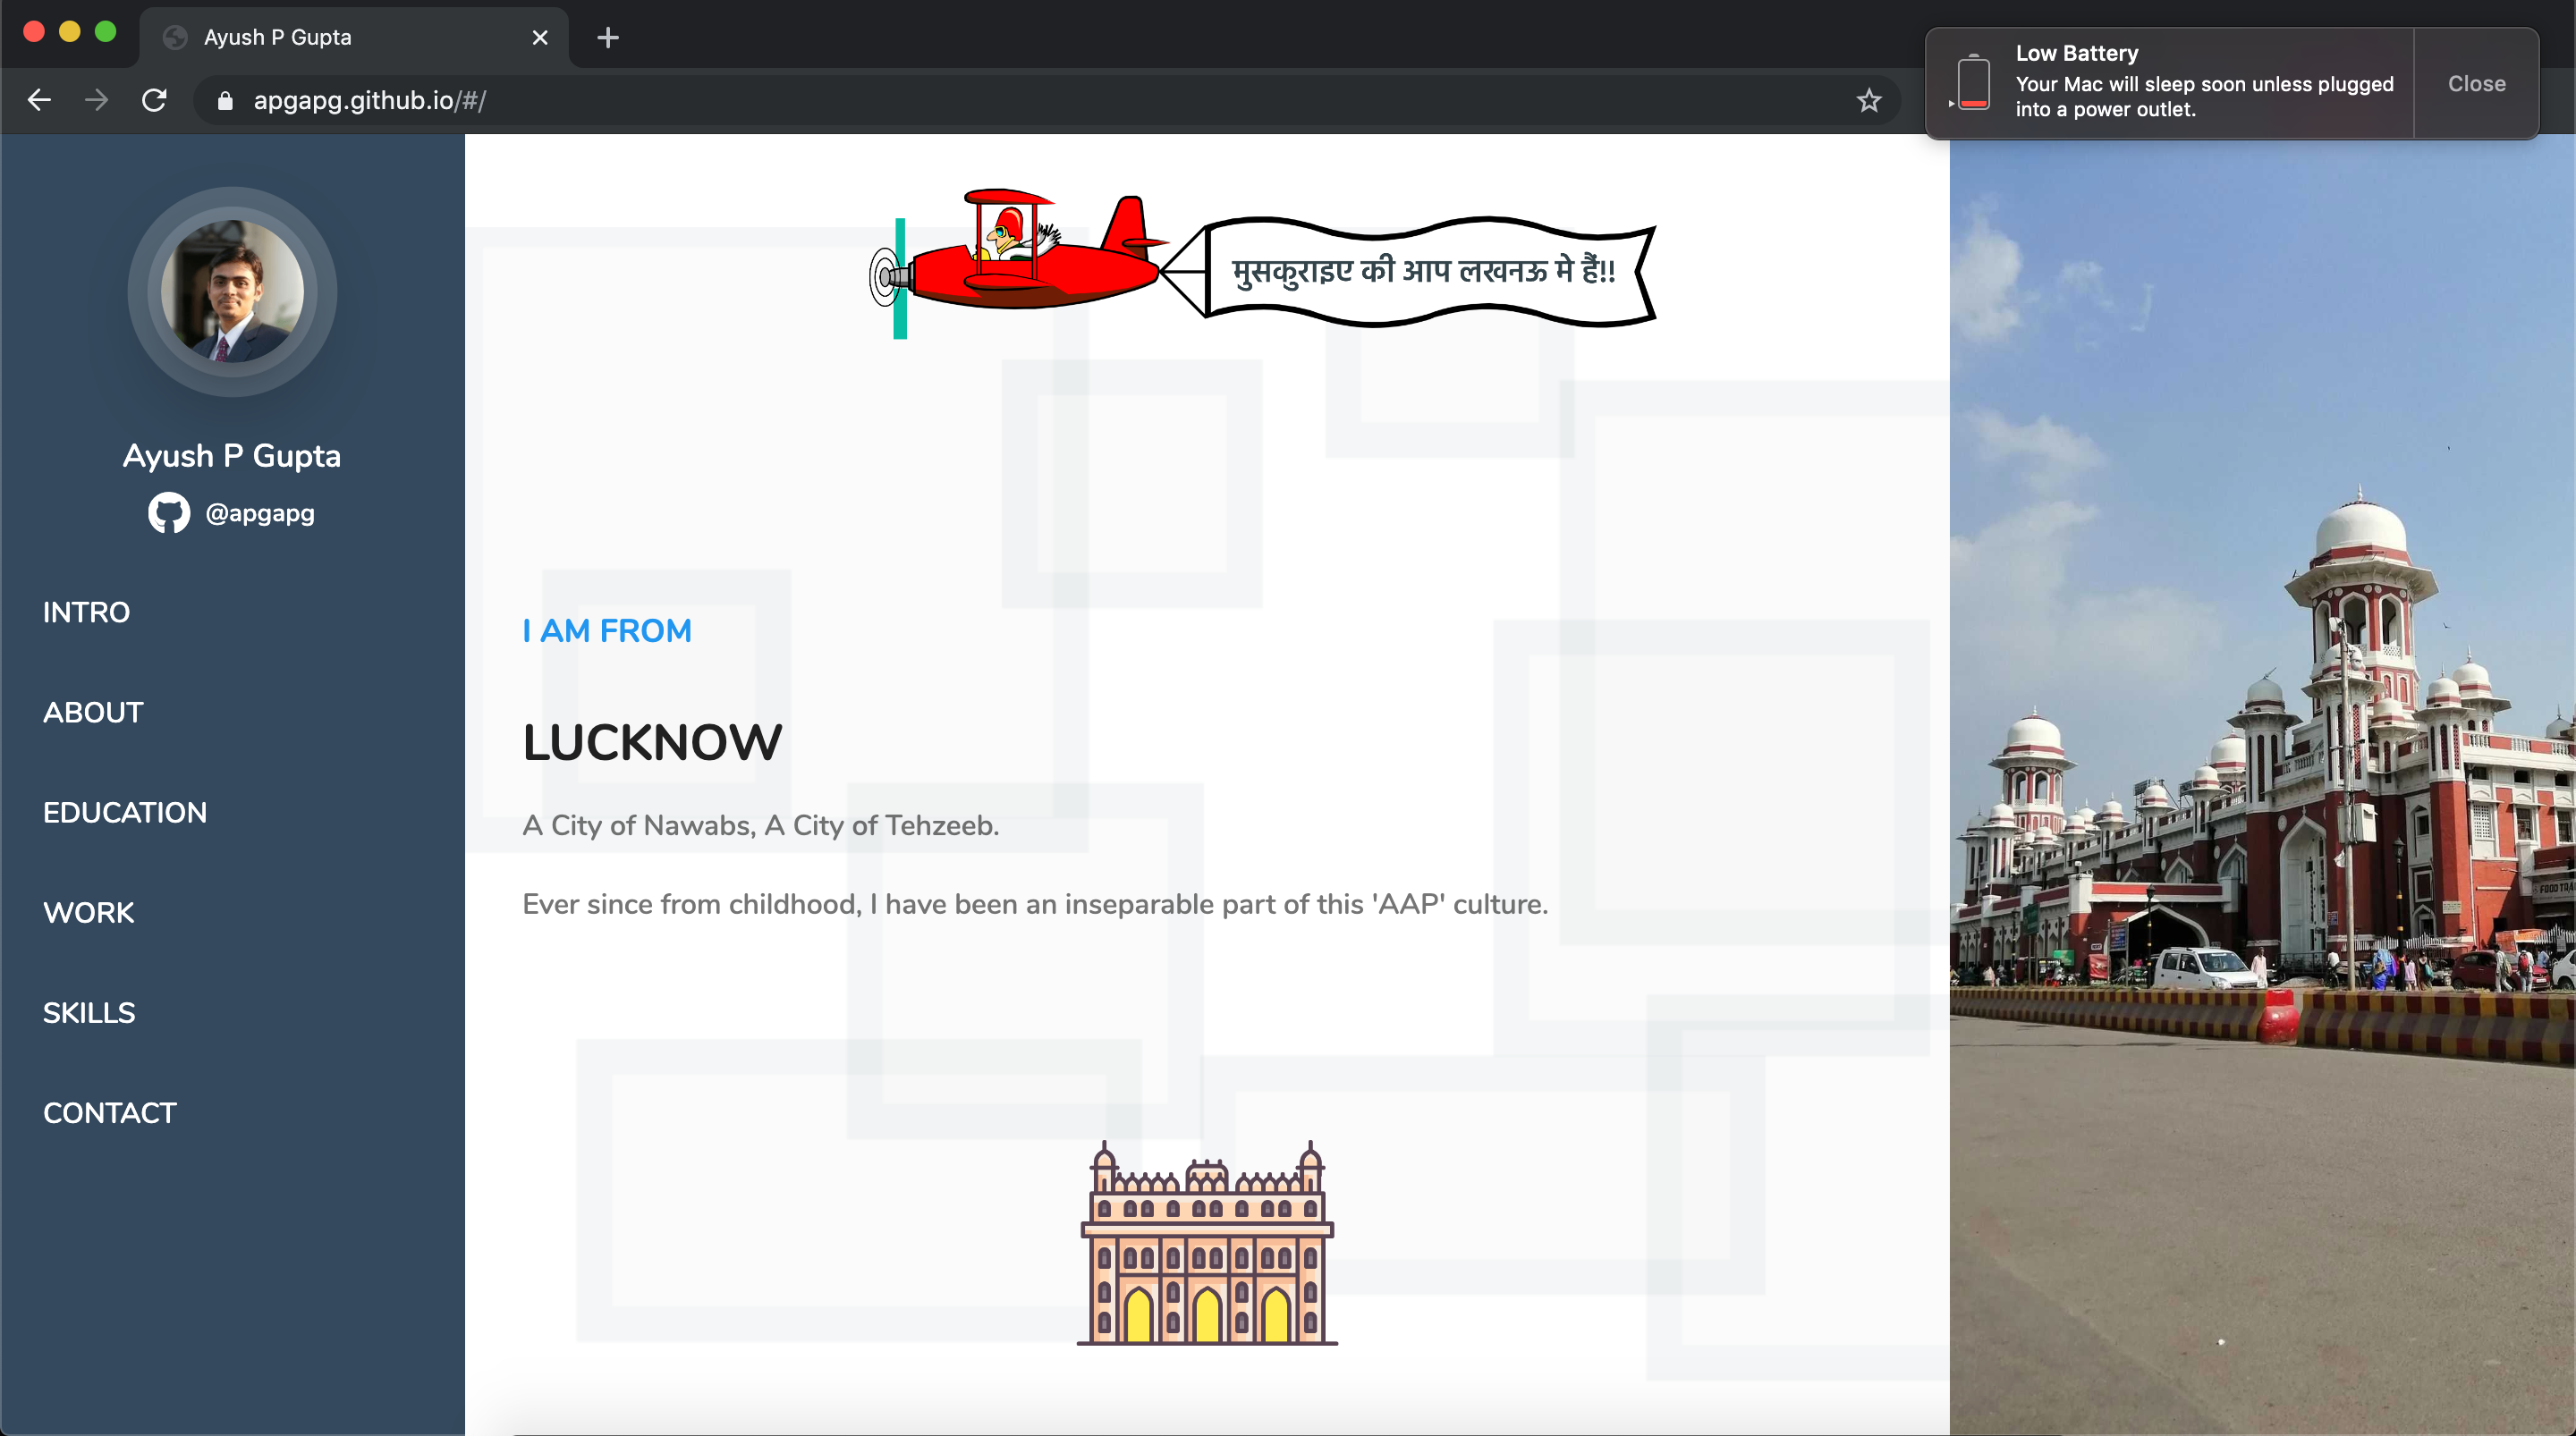 Ayush P Gupta
apgapg.github.io/#/
Low Battery
Your Mac will sleep soon unless plugged
into a power outlet.
Close
मुसकुराइए की आप लखनऊ मे हैं!!
Ayush P Gupta
@apgapg
INTRO
ABOUT
EDUCATION
WORK
SKILLS
CONTACT
I AM FROM
LUCKNOW
A City of Nawabs, A City of Tehzeeb.
Ever since from childhood, I have been an inseparable part of this 'AAP' culture.
FOOD